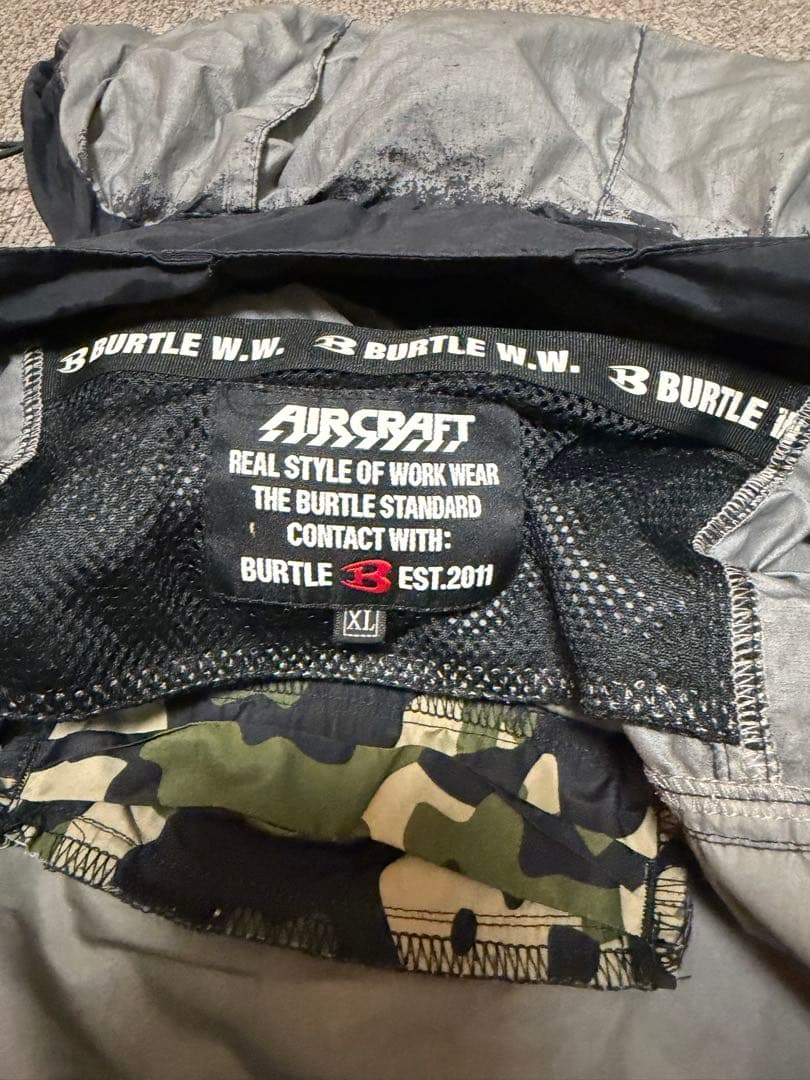 BURTLE W.W. B BURTLE W.W. B BURTLE W
AIRCRAFT
REAL STYLE OF WORK WEAR
THE BURTLE STANDARD
CONTACT WITH:
BURTLE B EST.2011
XL